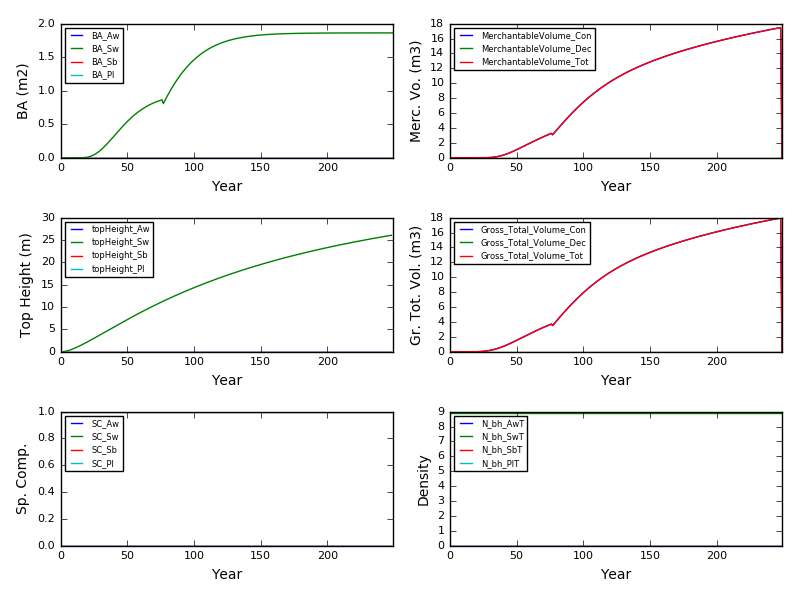 BA (m2)
2.0
1.5
1.0
0.5
0.0
BA_Aw
BA_Sw
BA_Sb
BA_Pl
0 50 100 150 200
Year
Merc. Vo. (m3)
18
16
14
12
10
8
6
4
2
0
MerchantableVolume_Con
MerchantableVolume_Dec
MerchantableVolume_Tot
0 50 100 150 200
Year
Top Height (m)
30
25
20
15
10
5
0
topHeight_Aw
topHeight_Sw
topHeight_Sb
topHeight_Pl
0 50 100 150 200
Year
Gr. Tot. Vol. (m3)
18
16
14
12
10
8
6
4
2
0
Gross_Total_Volume_Con
Gross_Total_Volume_Dec
Gross_Total_Volume_Tot
0 50 100 150 200
Year
Sp. Comp.
1.0
0.8
0.6
0.4
0.2
0.0
SC_Aw
SC_Sw
SC_Sb
SC_Pl
0 50 100 150 200
Year
Density
9
8
7
6
5
4
3
2
1
0
N_bh_AwT
N_bh_SwT
N_bh_SbT
N_bh_PlT
0 50 100 150 200
Year